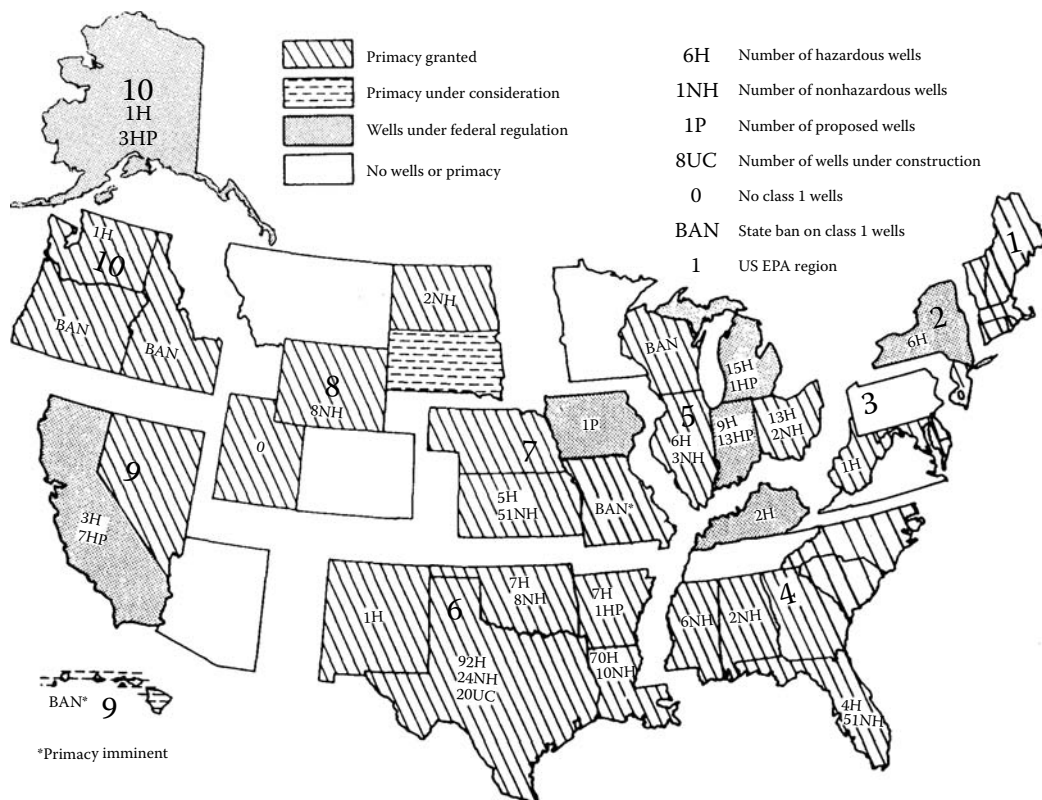 10
1H
3HP
Primacy granted
Primacy under consideration
Wells under federal regulation
No wells or primacy
6H Number of hazardous wells
1NH Number of nonhazardous wells
1P Number of proposed wells
8UC Number of wells under construction
0 No class 1 wells
BAN State ban on class 1 wells
1 US EPA region
1H
10
BAN
BAN
2NH
8
8NH
0
9
3H
7HP
7
5H
51NH
1P
BAN*
BAN
5
6H
3NH
15H
1HP
9H
13HP
13H
2NH
1
2
6H
3
1H
2H
1H
6
7H
8NH
92H
24NH
20UC
7H
1HP
70H
10NH
6NH
2NH
4
4H
51NH
BAN* 9
*Primacy imminent